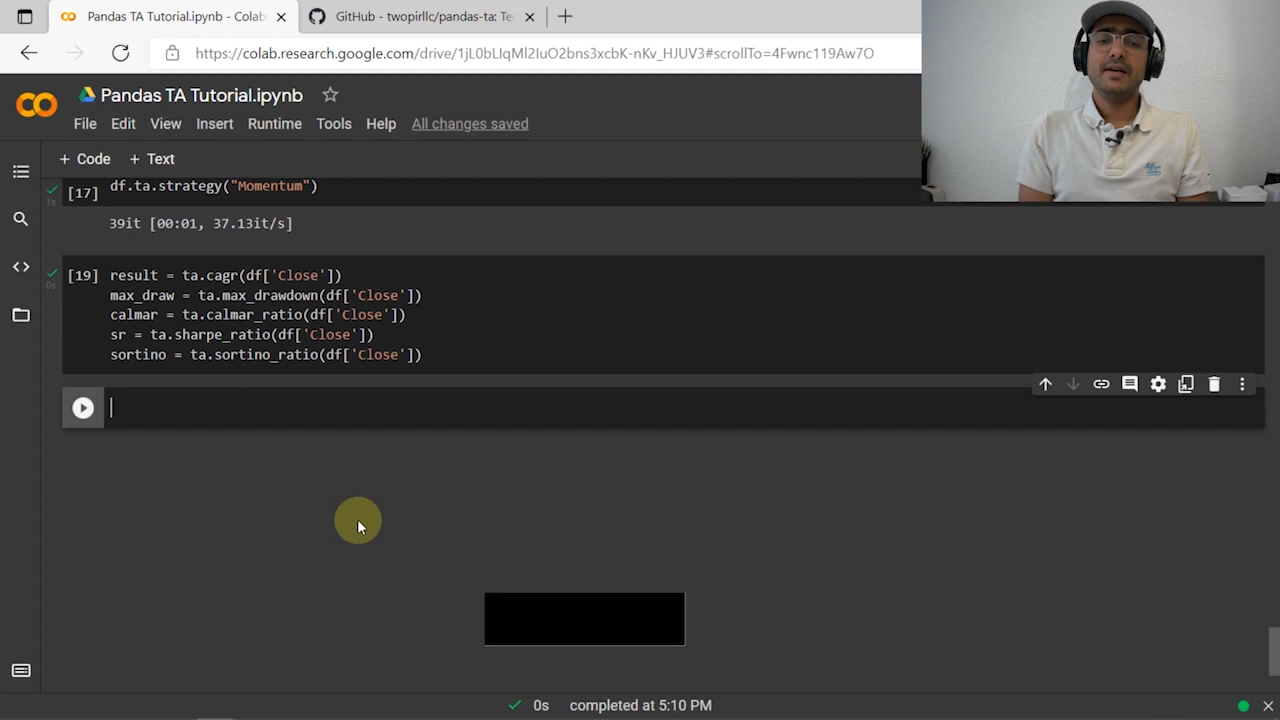 Pandas TA Tutorial.ipynb - Colab
GitHub - twopirllc/pandas-ta: Te
https://colab.research.google.com/drive/1jL0bLIqMl2IuO2bns3xcbK-nKv_HJUV3#scrollTo=4Fwnc119Aw7O
Pandas TA Tutorial.ipynb
File Edit View Insert Runtime Tools Help All changes saved
+ Code + Text
[17] df.ta.strategy("Momentum")
1s
39it [00:01, 37.13it/s]
[19] result = ta.cagr(df['Close'])
0s
max_draw = ta.max_drawdown(df['Close'])
calmar = ta.calmar_ratio(df['Close'])
sr = ta.sharpe_ratio(df['Close'])
sortino = ta.sortino_ratio(df['Close'])
0s completed at 5:10 PM